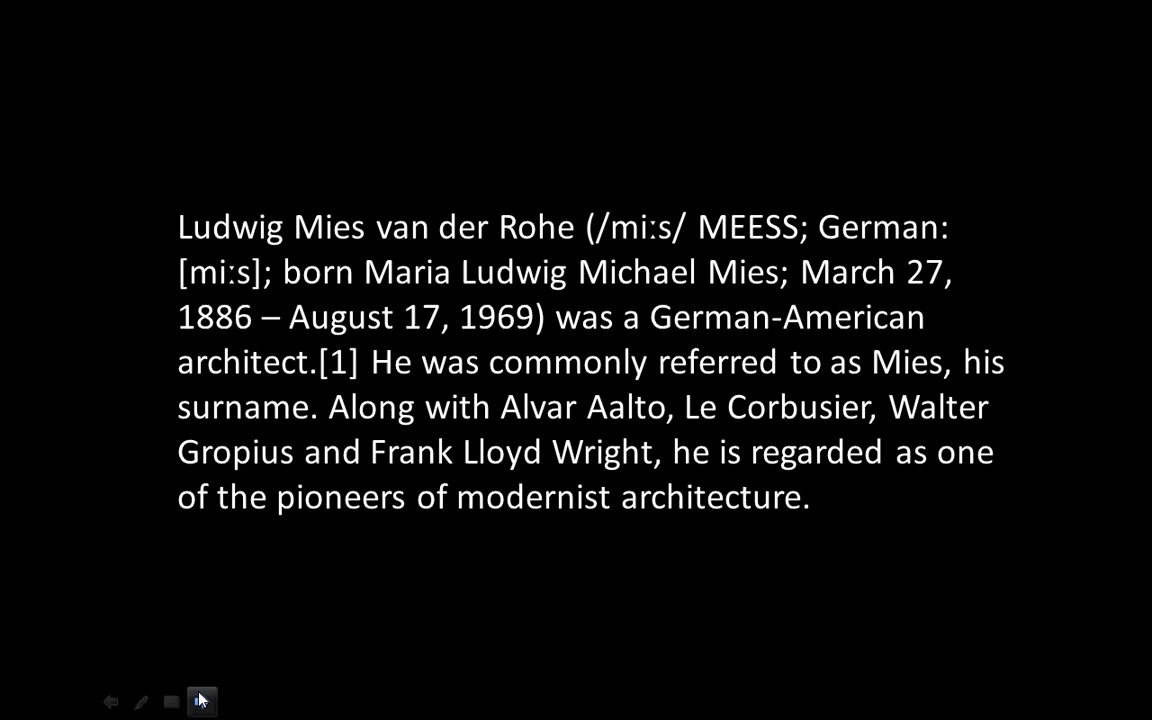 Ludwig Mies van der Rohe (/miːs/ MEESS; German:
[miːs]; born Maria Ludwig Michael Mies; March 27,
1886 – August 17, 1969) was a German-American
architect.[1] He was commonly referred to as Mies, his
surname. Along with Alvar Aalto, Le Corbusier, Walter
Gropius and Frank Lloyd Wright, he is regarded as one
of the pioneers of modernist architecture.